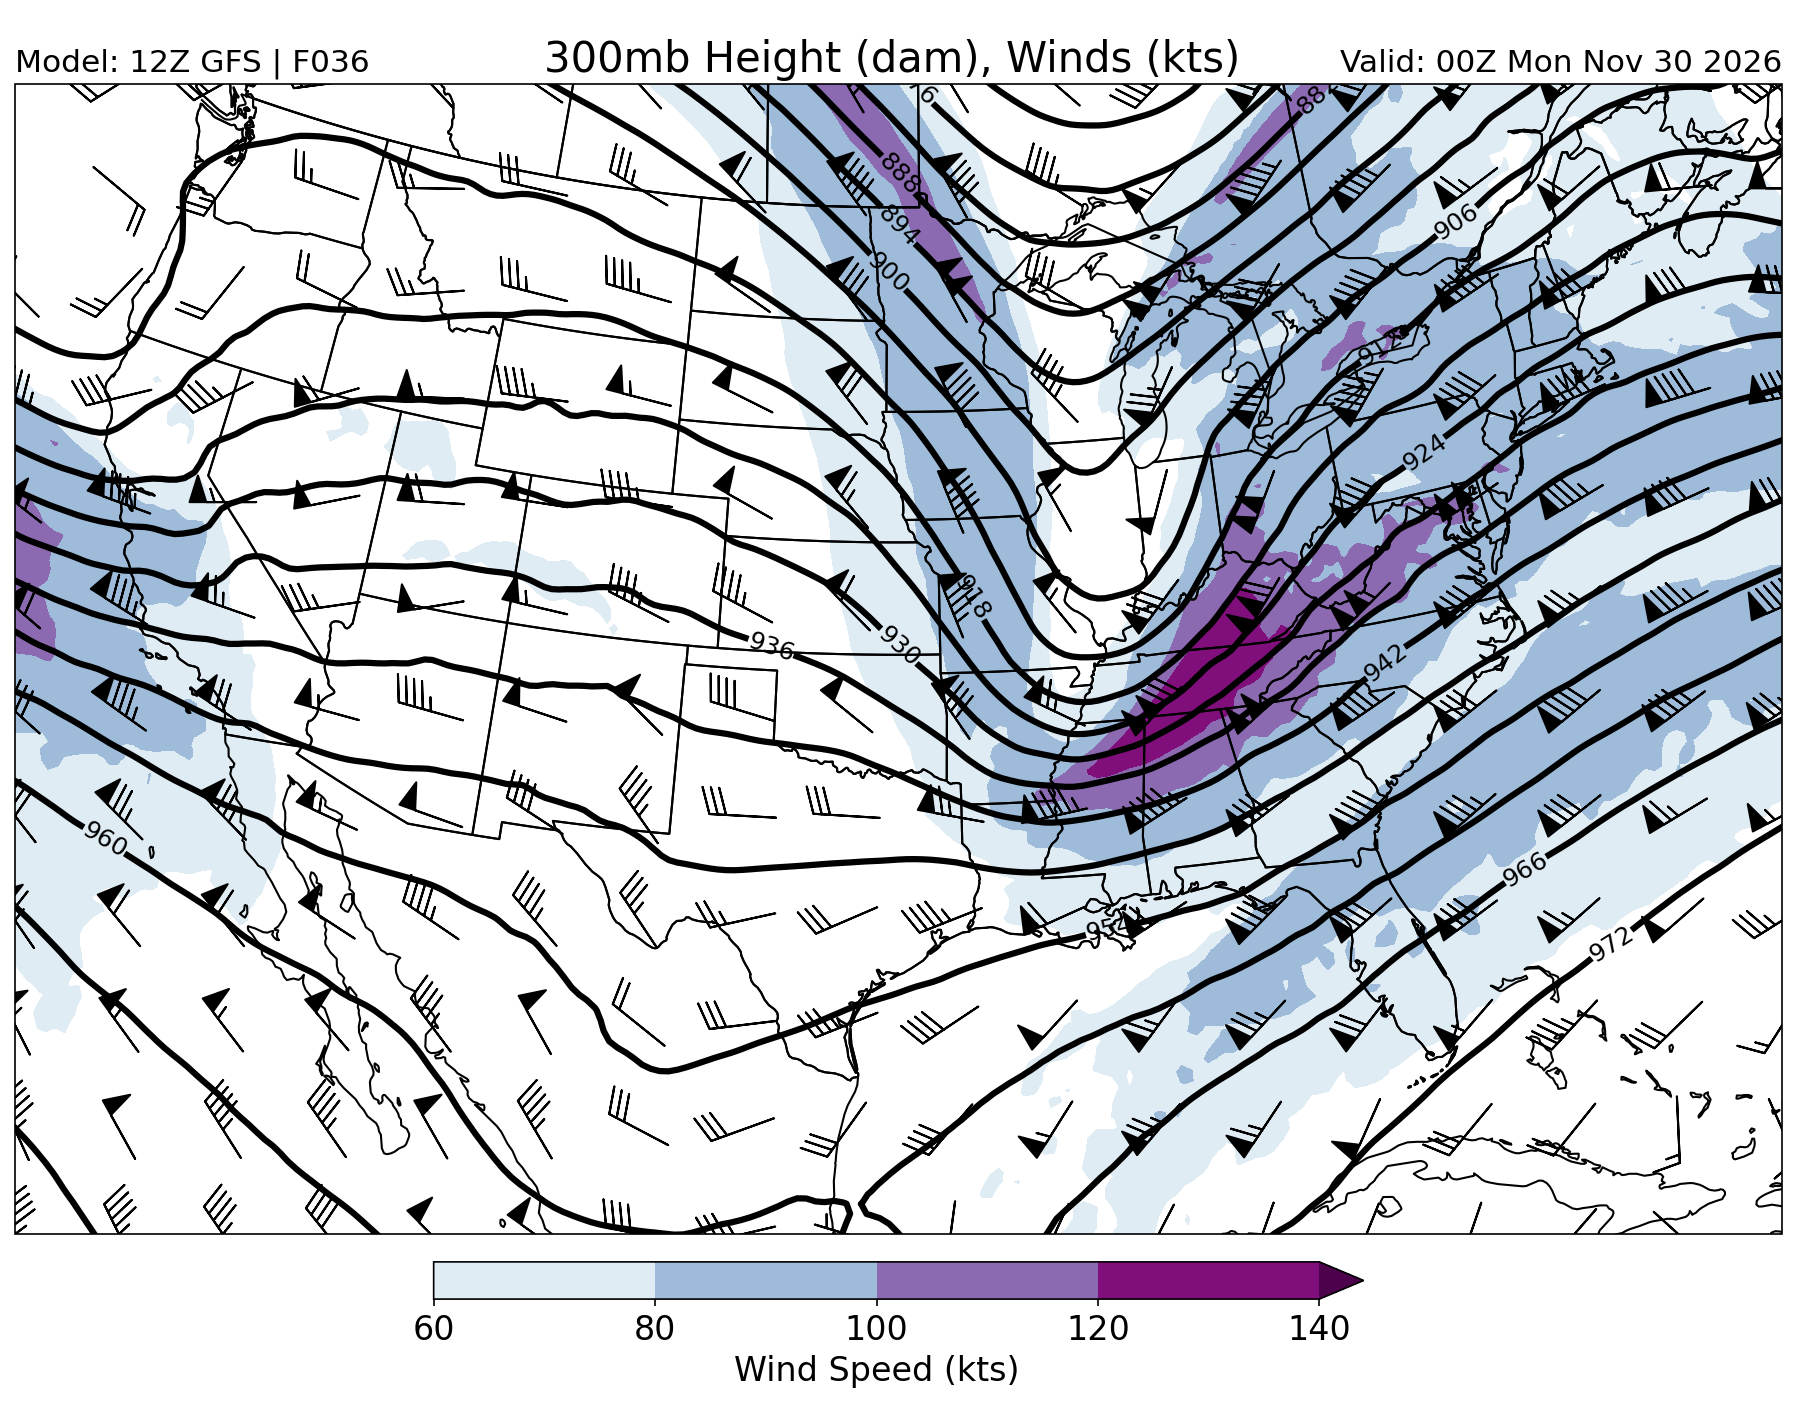 Model: 12Z GFS | F036
300mb Height (dam), Winds (kts)
Valid: 00Z Mon Nov 30 2026
888
894
900
906
924
918
936
930
942
960
966
972
60 80 100 120 140
Wind Speed (kts)